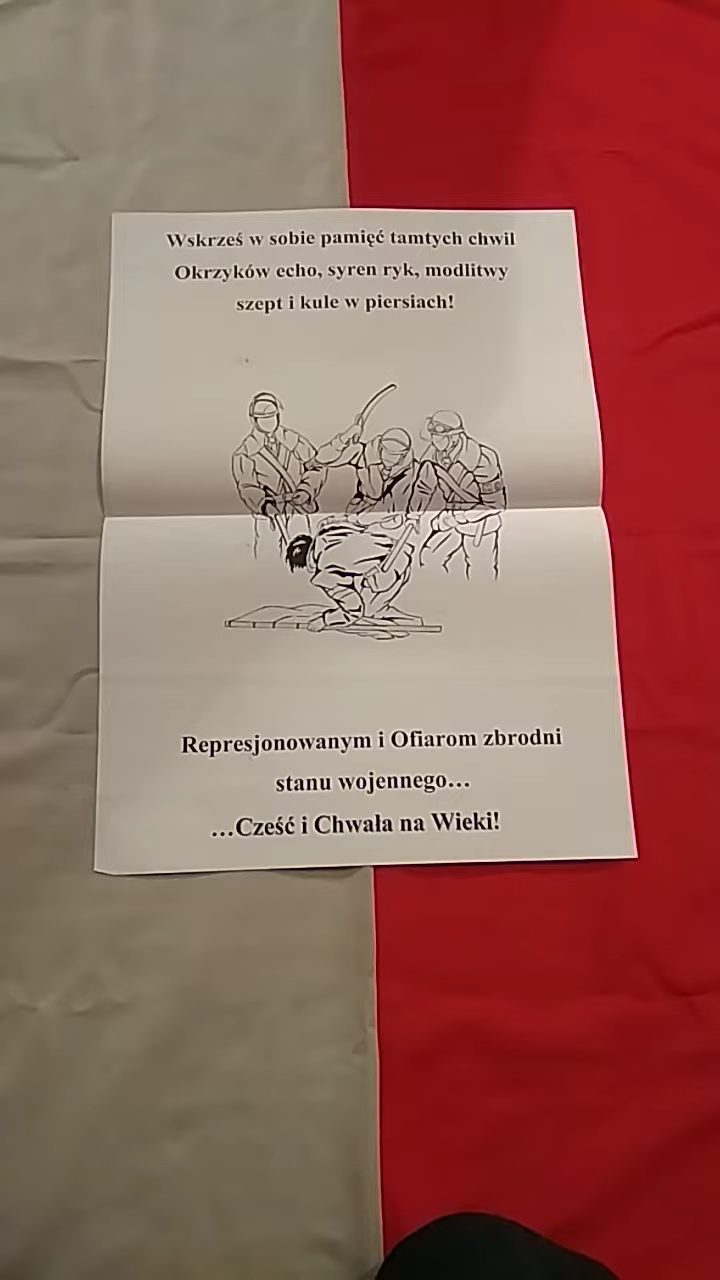 Wskrześ w sobie pamięć tamtych chwil
Okrzyków echo, syren ryk, modlitwy
szept i kule w piersiach!
Represjonowanym i Ofiarom zbrodni
stanu wojennego…
…Cześć i Chwała na Wieki!